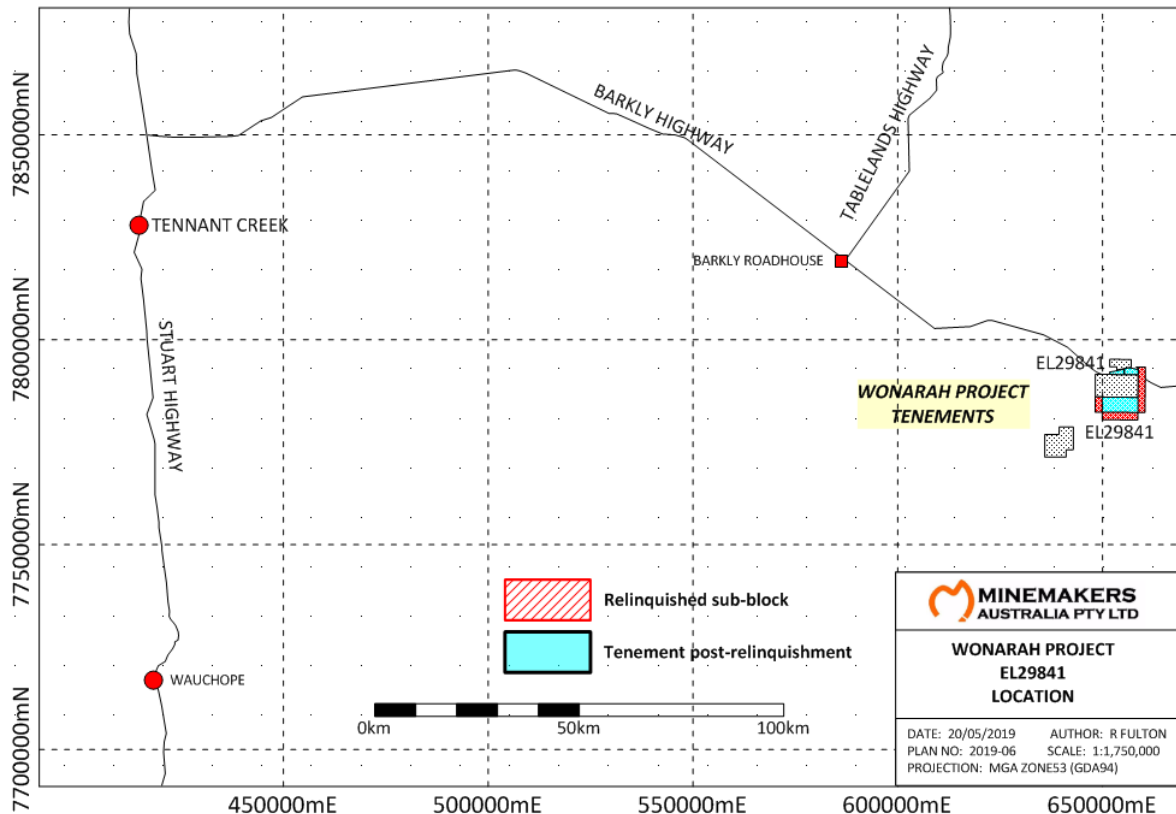 7850000mN
7800000mN
7750000mN
7700000mN
BARKLY HIGHWAY
TABLELANDS HIGHWAY
TENNANT CREEK
BARKLY ROADHOUSE
STUART HIGHWAY
EL29841
WONARAH PROJECT
TENEMENTS
EL29841
Relinquished sub-block
Tenement post-relinquishment
WAUCHOPE
0km
50km
100km
MINEMAKERS
AUSTRALIA PTY LTD
WONARAH PROJECT
EL29841
LOCATION
DATE: 20/05/2019 AUTHOR: R FULTON
PLAN NO: 2019-06 SCALE: 1:1,750,000
PROJECTION: MGA ZONE53 (GDA94)
450000mE
500000mE
550000mE
600000mE
650000mE